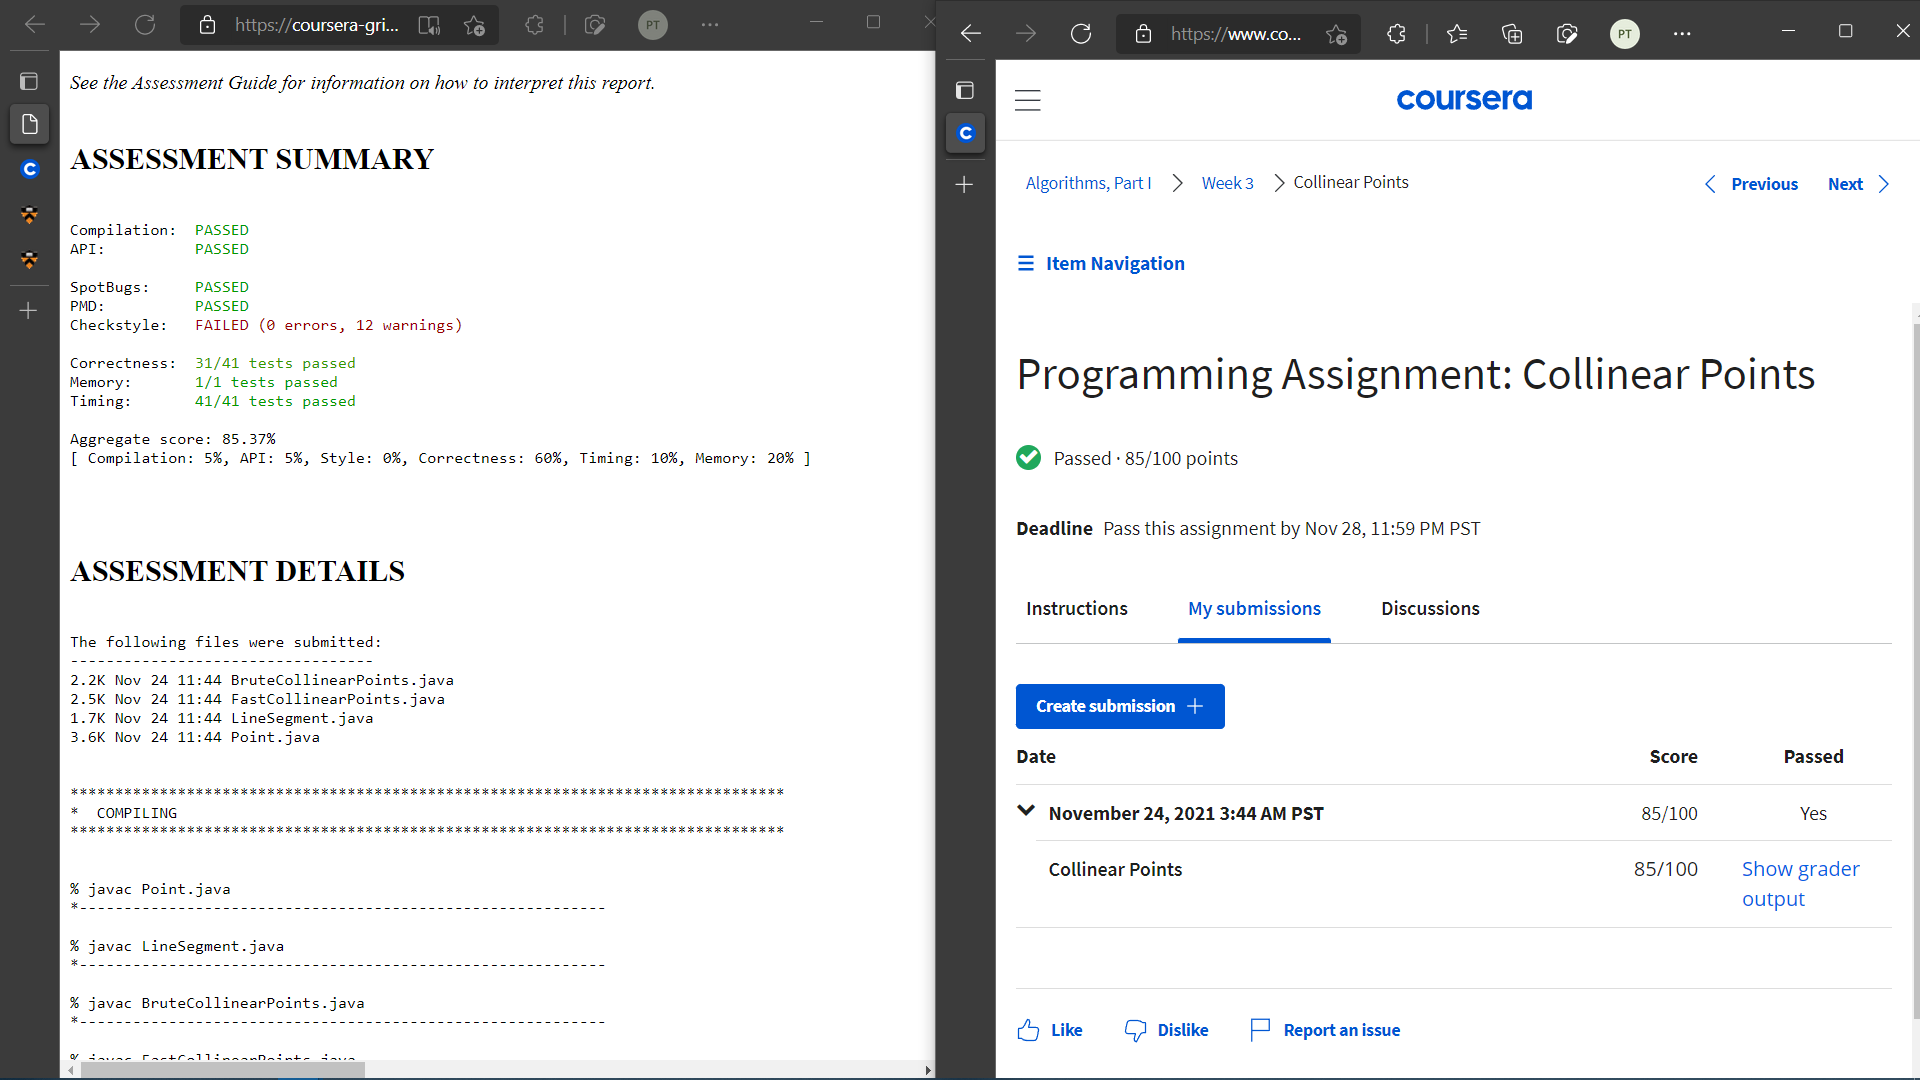 https://coursera-gri...
PT
See the Assessment Guide for information on how to interpret this report.
ASSESSMENT SUMMARY
Compilation: PASSED
API: PASSED
SpotBugs: PASSED
PMD: PASSED
Checkstyle: FAILED (0 errors, 12 warnings)
Correctness: 31/41 tests passed
Memory: 1/1 tests passed
Timing: 41/41 tests passed
Aggregate score: 85.37%
[ Compilation: 5%, API: 5%, Style: 0%, Correctness: 60%, Timing: 10%, Memory: 20% ]
ASSESSMENT DETAILS
The following files were submitted:
----------------------------------
2.2K Nov 24 11:44 BruteCollinearPoints.java
2.5K Nov 24 11:44 FastCollinearPoints.java
1.7K Nov 24 11:44 LineSegment.java
3.6K Nov 24 11:44 Point.java
********************************************************************************
* COMPILING
********************************************************************************
% javac Point.java
*-----------------------------------------------------------
% javac LineSegment.java
*-----------------------------------------------------------
% javac BruteCollinearPoints.java
*-----------------------------------------------------------
% javac FastCollinearPoints.java
https://www.co...
PT
coursera
Algorithms, Part I > Week 3 > Collinear Points
Previous
Next
Item Navigation
Programming Assignment: Collinear Points
Passed · 85/100 points
Deadline Pass this assignment by Nov 28, 11:59 PM PST
Instructions
My submissions
Discussions
Create submission +
Date Score Passed
November 24, 2021 3:44 AM PST 85/100 Yes
Collinear Points 85/100 Show grader
output
Like
Dislike
Report an issue